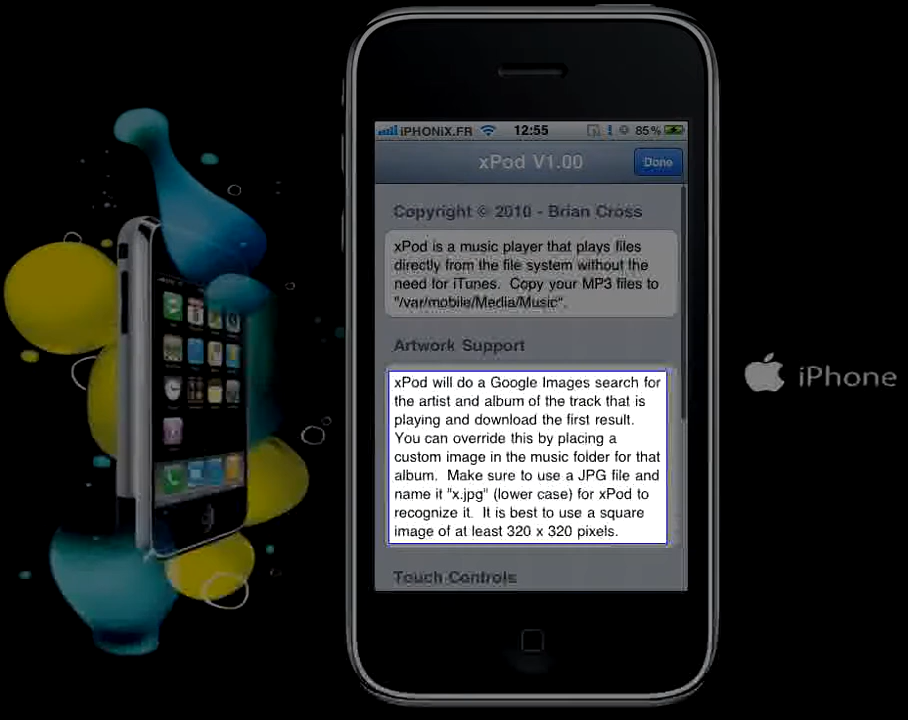 iPHONiX.FR 12:55 85%
xPod V1.00 Done
Copyright © 2010 - Brian Cross
xPod is a music player that plays files
directly from the file system without the
need for iTunes. Copy your MP3 files to
"/var/mobile/Media/Music".
Artwork Support
xPod will do a Google Images search for
the artist and album of the track that is
playing and download the first result.
You can override this by placing a
custom image in the music folder for that
album. Make sure to use a JPG file and
name it "x.jpg" (lower case) for xPod to
recognize it. It is best to use a square
image of at least 320 x 320 pixels.
Touch Controls
iPhone